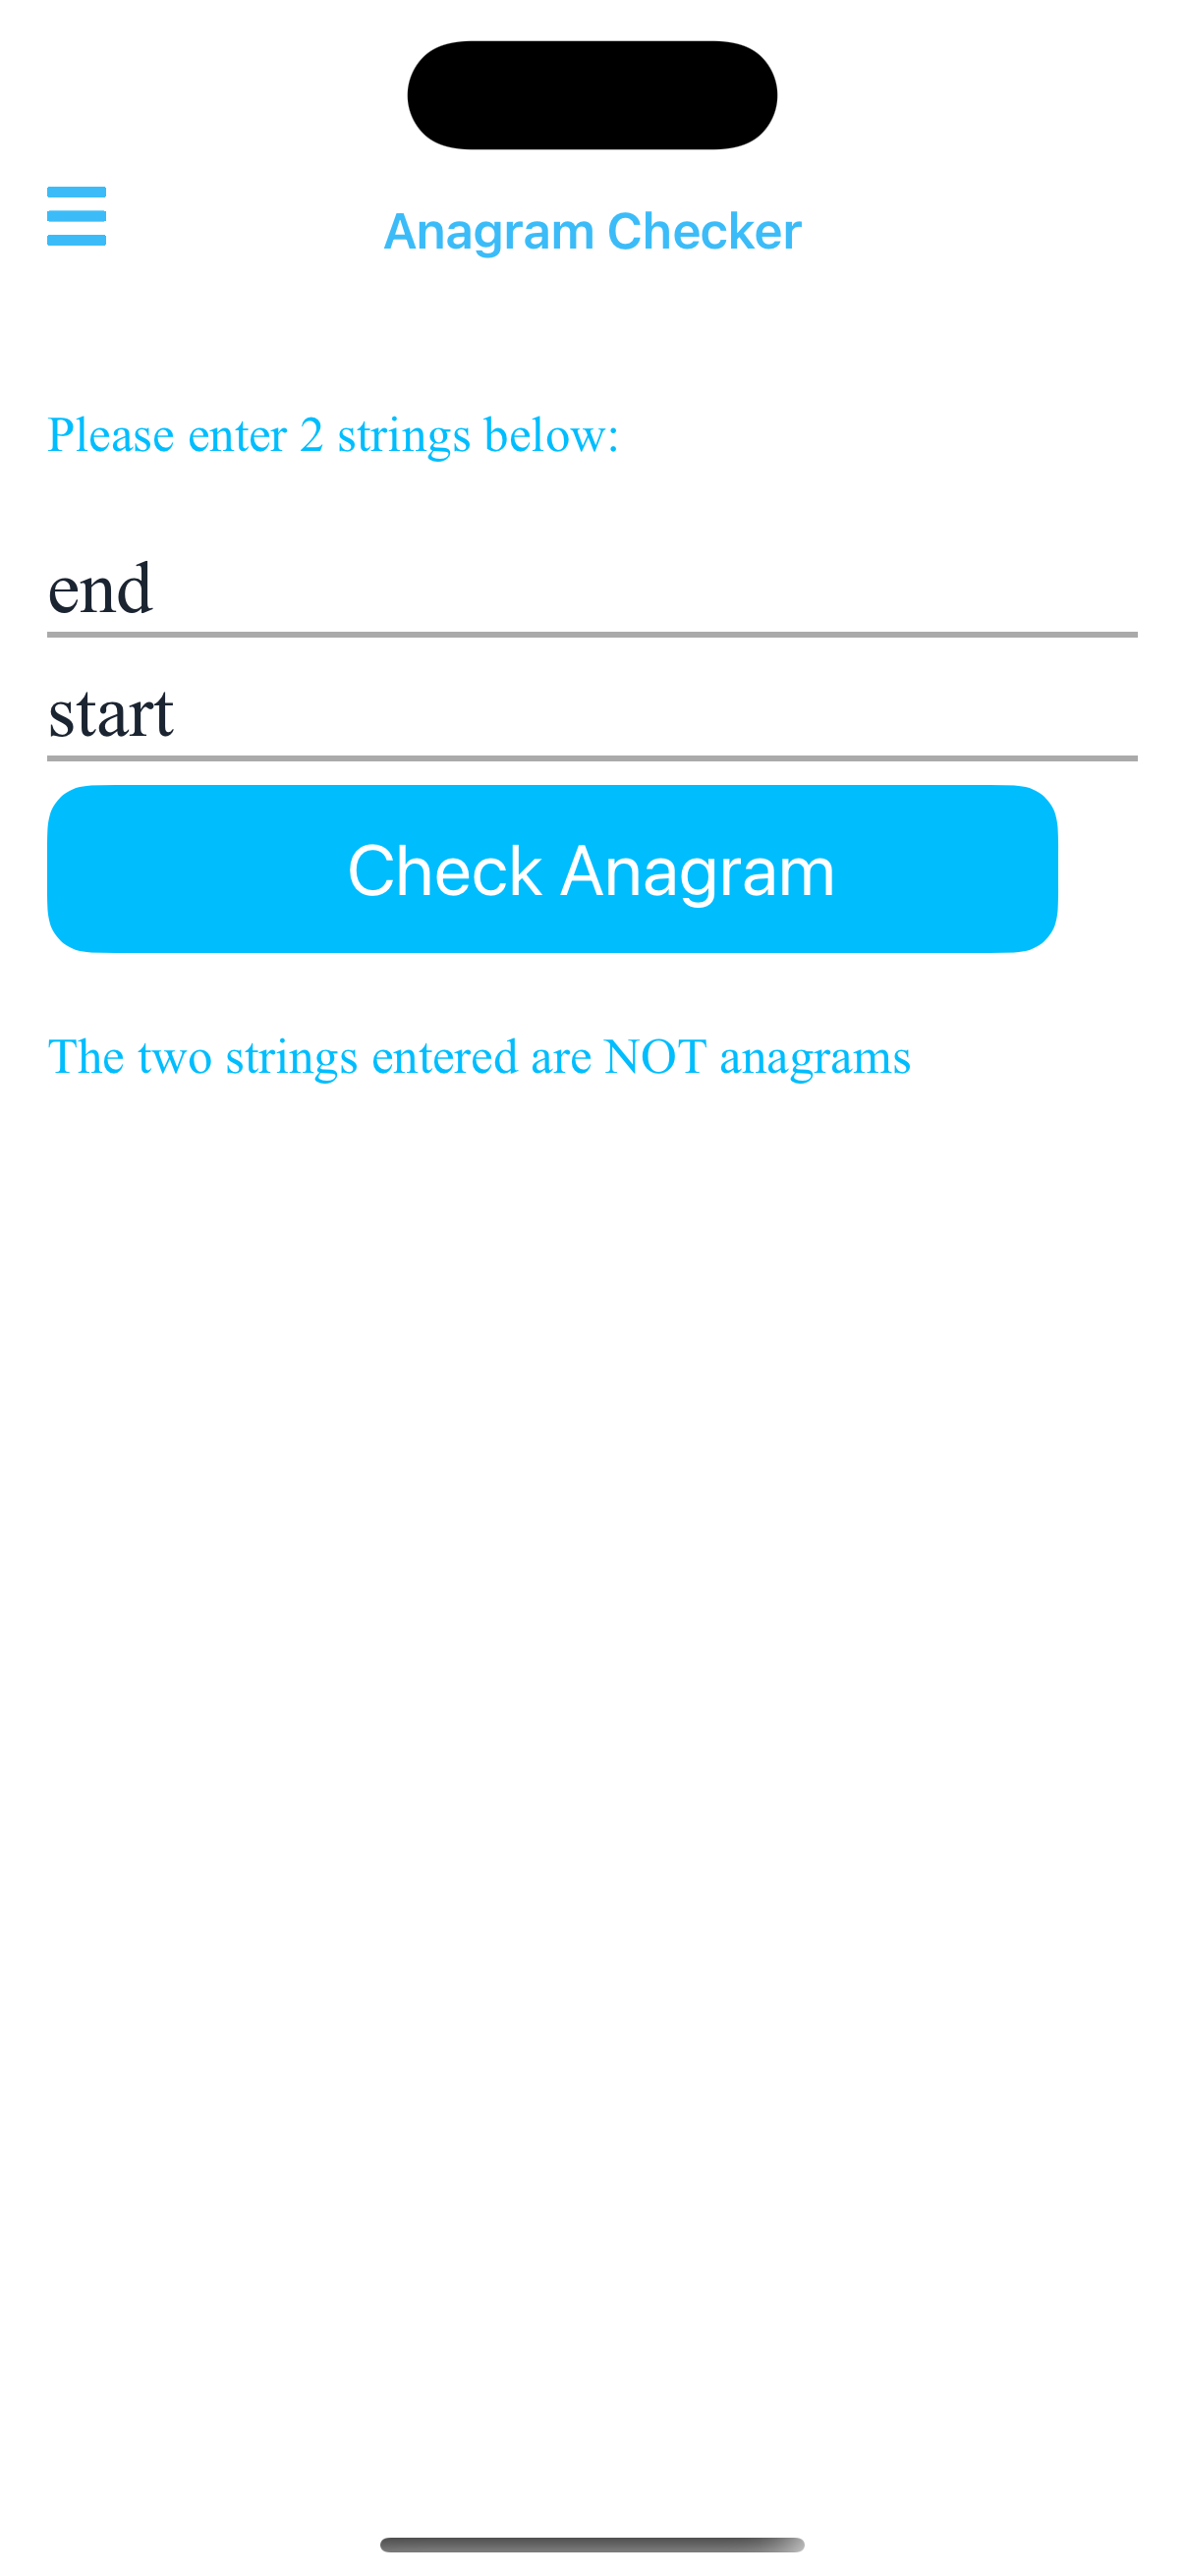 Anagram Checker
Please enter 2 strings below:
end
start
Check Anagram
The two strings entered are NOT anagrams